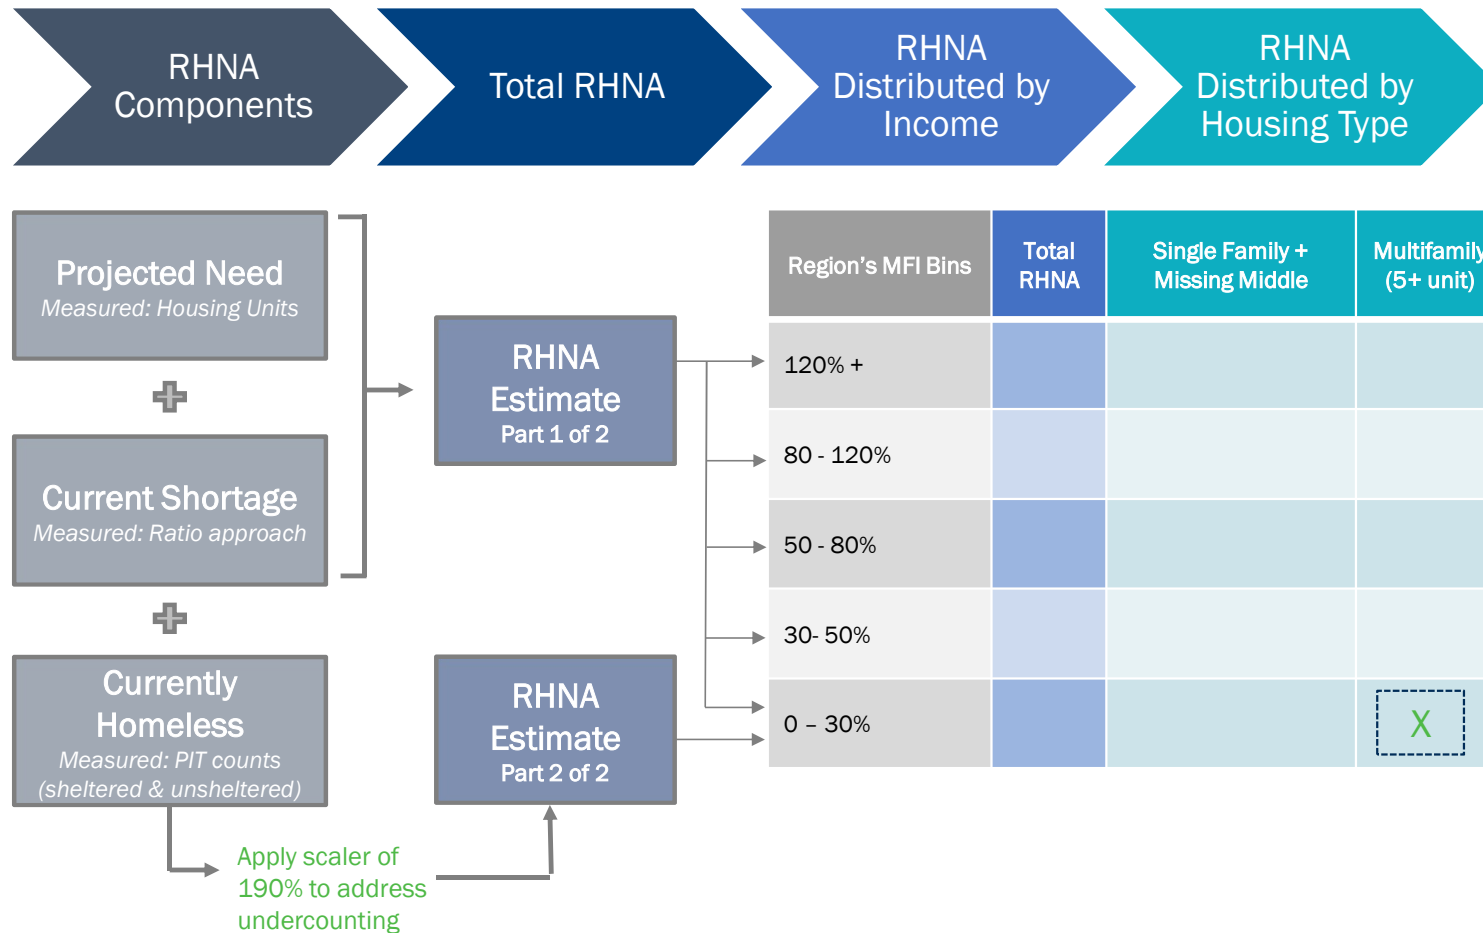 RHNA
Components
Total RHNA
RHNA
Distributed by
Income
RHNA
Distributed by
Housing Type
Projected Need
Measured: Housing Units
Current Shortage
Measured: Ratio approach
Currently
Homeless
Measured: PIT counts
(sheltered & unsheltered)
Apply scaler of
190% to address
undercounting
RHNA
Estimate
Part 1 of 2
RHNA
Estimate
Part 2 of 2
Region's MFI Bins
Total
RHNA
Single Family +
Missing Middle
Multifamily
(5+ unit)
120% +
80 - 120%
50 - 80%
30- 50%
0 – 30%
X